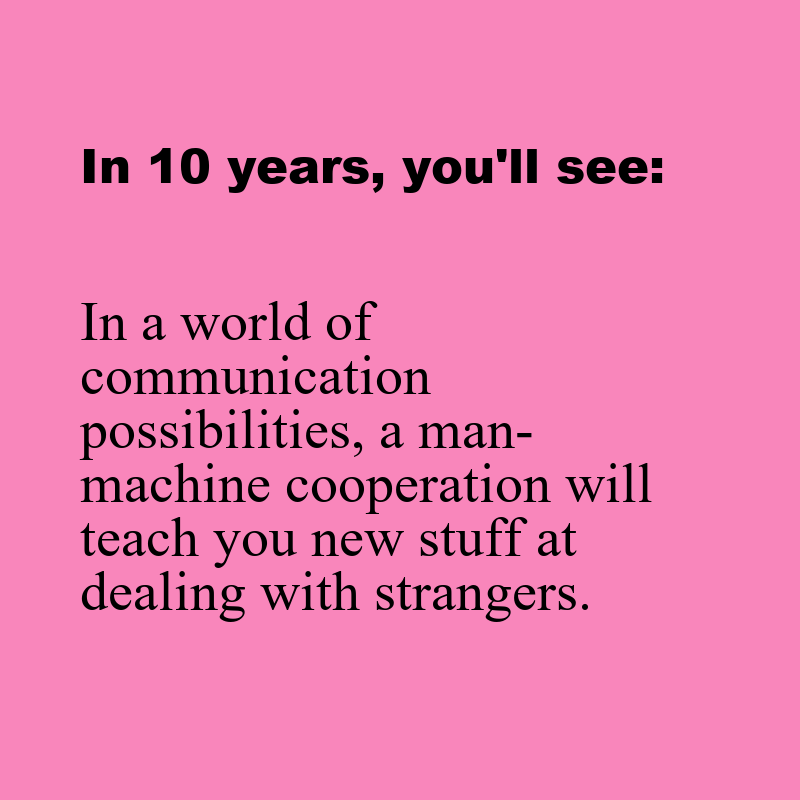 In 10 years, you'll see:
In a world of
communication
possibilities, a man-
machine cooperation will
teach you new stuff at
dealing with strangers.